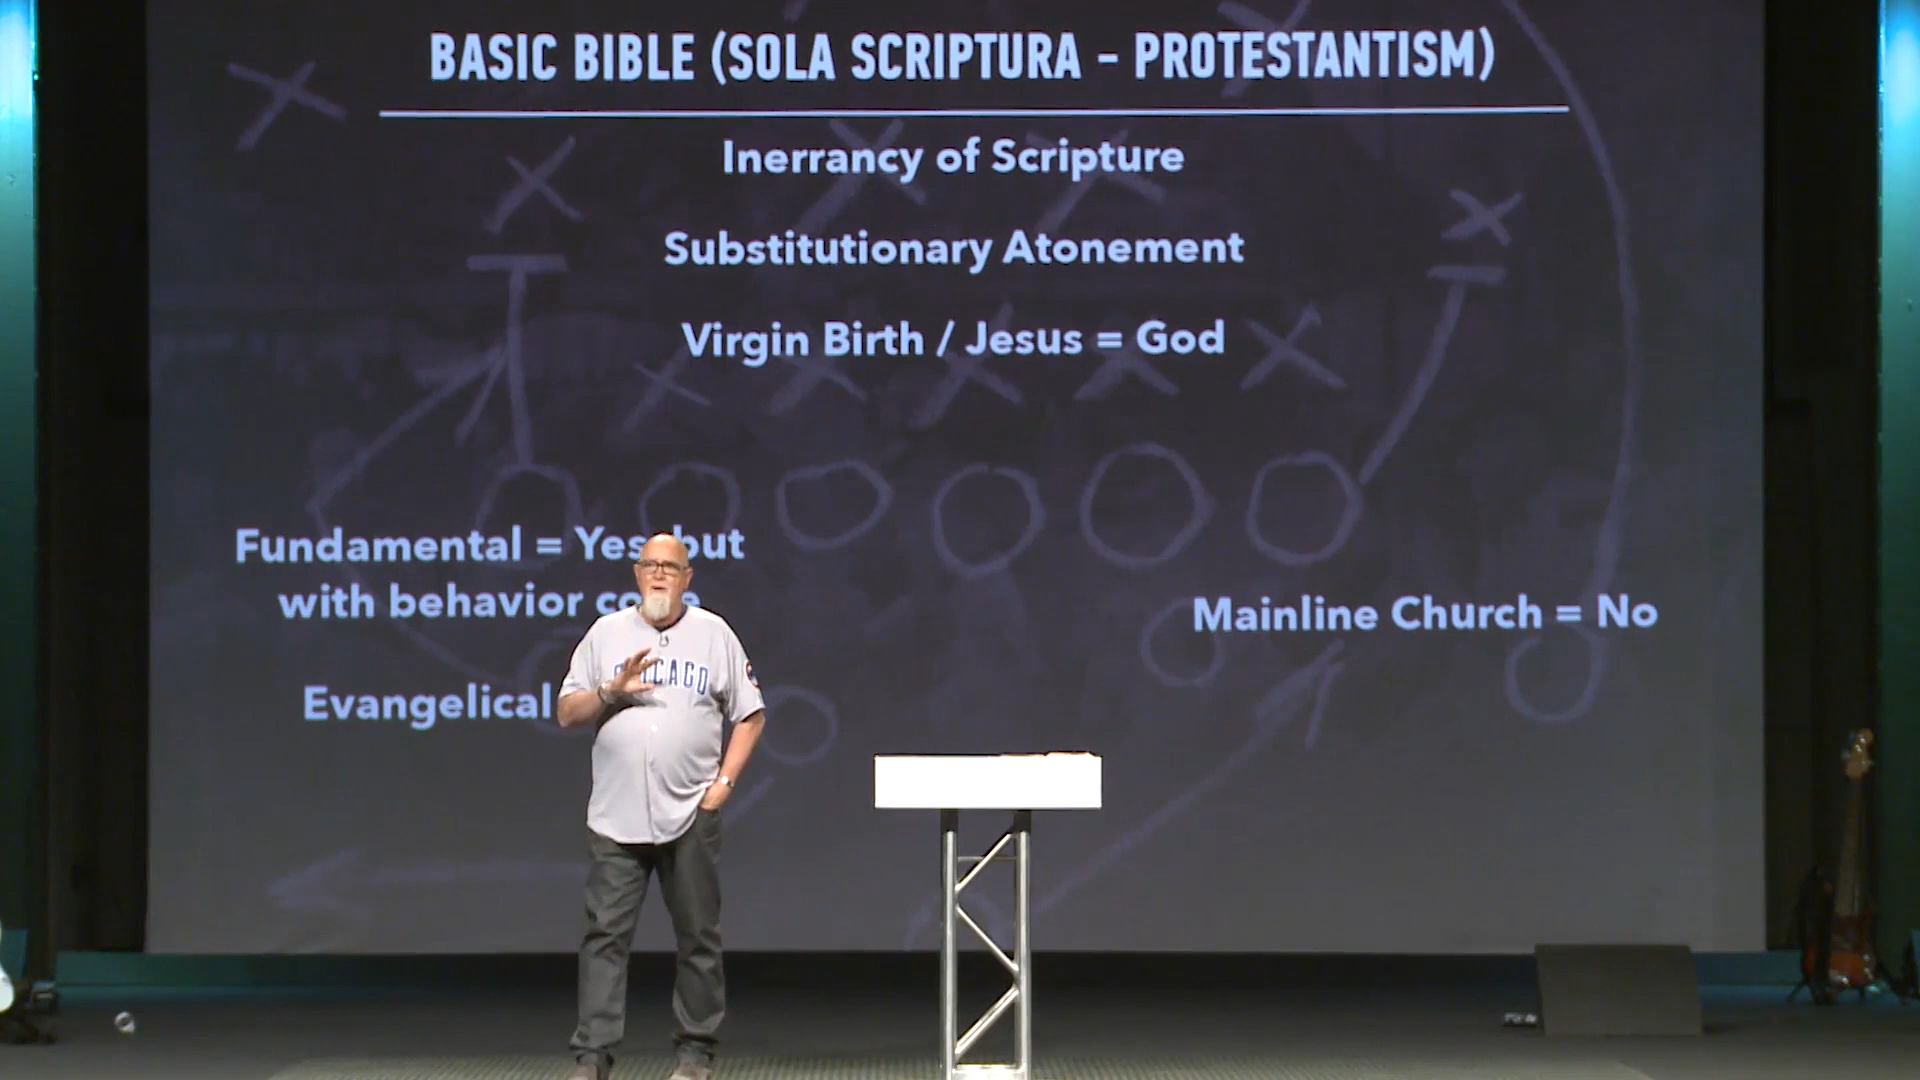 BASIC BIBLE (SOLA SCRIPTURA - PROTESTANTISM)
Inerrancy of Scripture
Substitutionary Atonement
Virgin Birth / Jesus = God
Fundamental = Yes but
with behavior
Mainline Church = No
Evangelical
CHICAGO